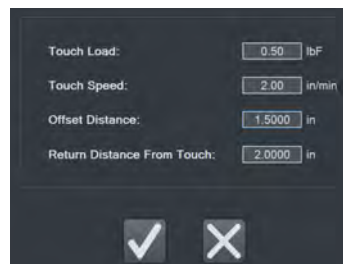 Touch Load: 0.50 lbF
Touch Speed: 2.00 in/min
Offset Distance: 1.5000 in
Return Distance From Touch: 2.0000 in